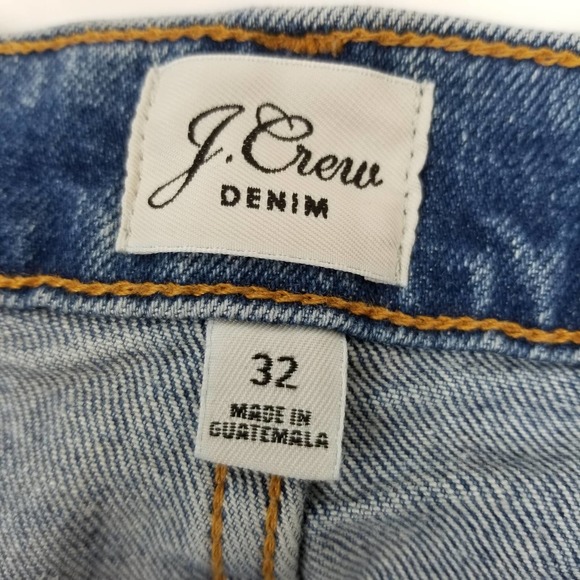 J.Crew
DENIM
32
MADE IN
GUATEMALA